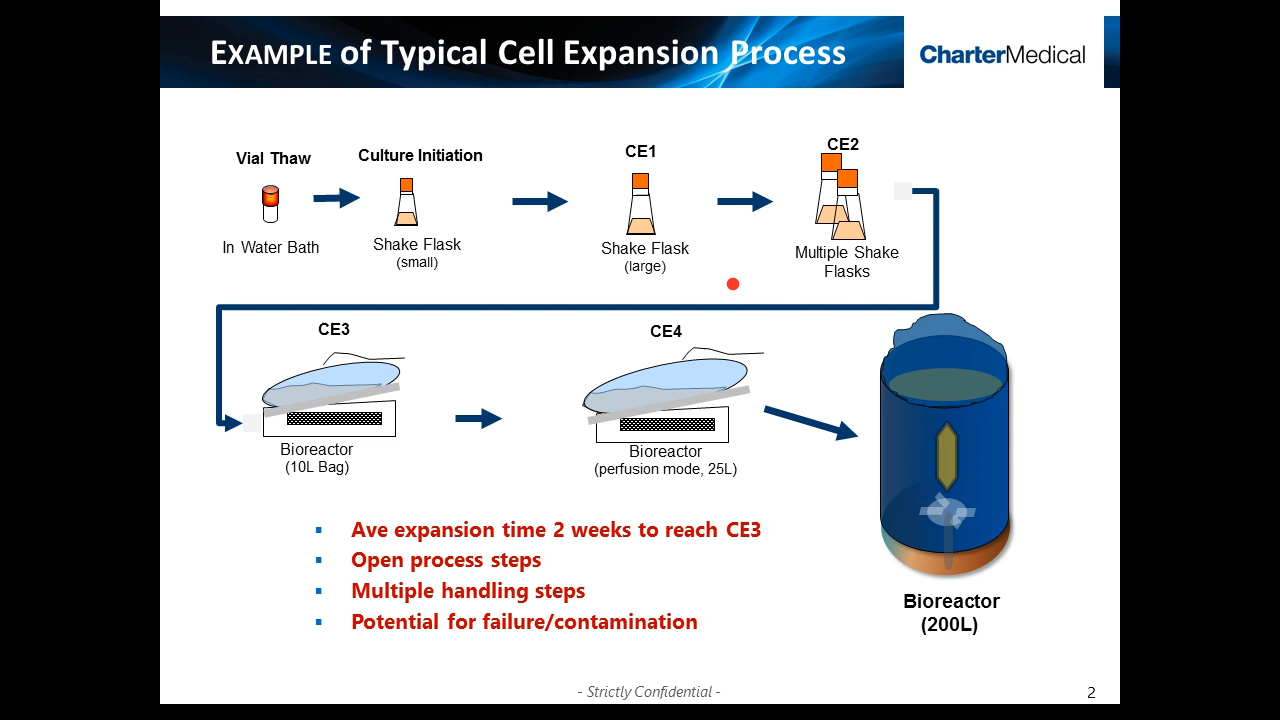 EXAMPLE of Typical Cell Expansion Process
CharterMedical
Vial Thaw
In Water Bath
Culture Initiation
Shake Flask
(small)
CE1
Shake Flask
(large)
CE2
Multiple Shake
Flasks
CE3
Bioreactor
(10L Bag)
CE4
Bioreactor
(perfusion mode, 25L)
Bioreactor
(200L)
▪ Ave expansion time 2 weeks to reach CE3
▪ Open process steps
▪ Multiple handling steps
▪ Potential for failure/contamination
- Strictly Confidential -
2